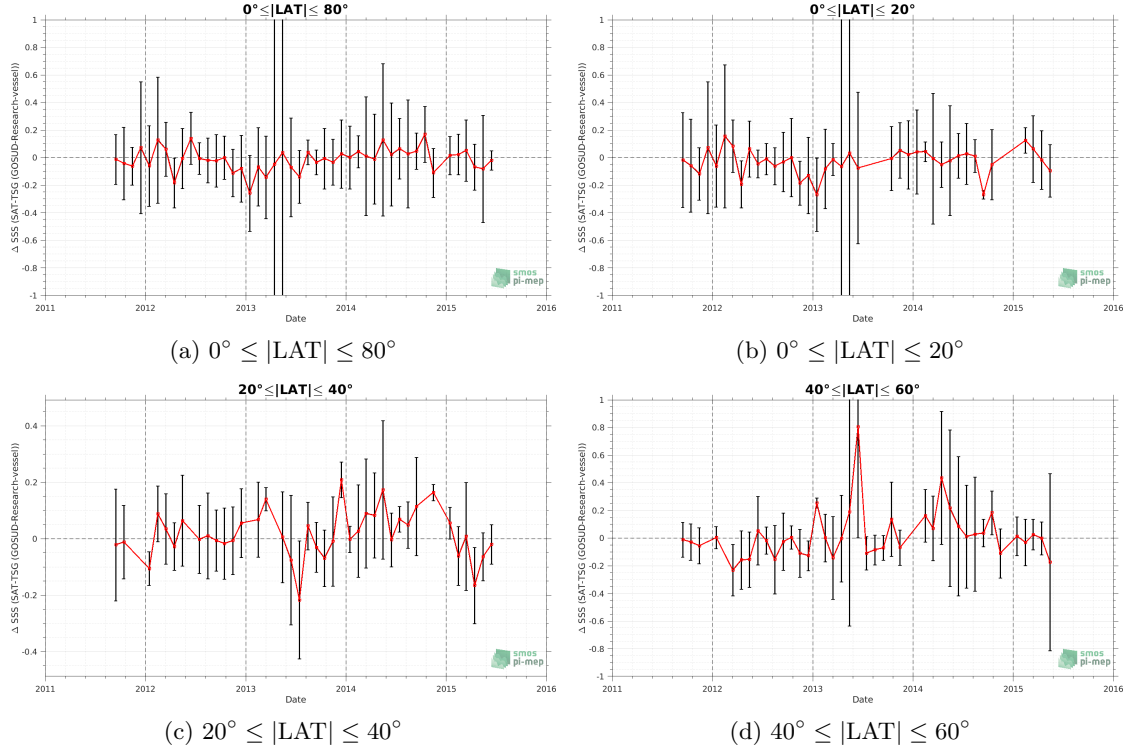 0°≤|LAT|≤ 80°
Δ SSS (SAT-TSG (GOSUD-Research-vessel))
1
0.8
0.6
0.4
0.2
0
-0.2
-0.4
-0.6
-0.8
-1
2011 2012 2013 2014 2015 2016
Date
smos
pi-mep
(a) 0° ≤ |LAT| ≤ 80°
0°≤|LAT|≤ 20°
Δ SSS (SAT-TSG (GOSUD-Research-vessel))
1
0.8
0.6
0.4
0.2
0
-0.2
-0.4
-0.6
-0.8
-1
2011 2012 2013 2014 2015 2016
Date
smos
pi-mep
(b) 0° ≤ |LAT| ≤ 20°
20°≤|LAT|≤ 40°
Δ SSS (SAT-TSG (GOSUD-Research-vessel))
0.4
0.2
0
-0.2
-0.4
2011 2012 2013 2014 2015 2016
Date
smos
pi-mep
(c) 20° ≤ |LAT| ≤ 40°
40°≤|LAT|≤ 60°
Δ SSS (SAT-TSG (GOSUD-Research-vessel))
1
0.8
0.6
0.4
0.2
0
-0.2
-0.4
-0.6
-0.8
-1
2011 2012 2013 2014 2015 2016
Date
smos
pi-mep
(d) 40° ≤ |LAT| ≤ 60°